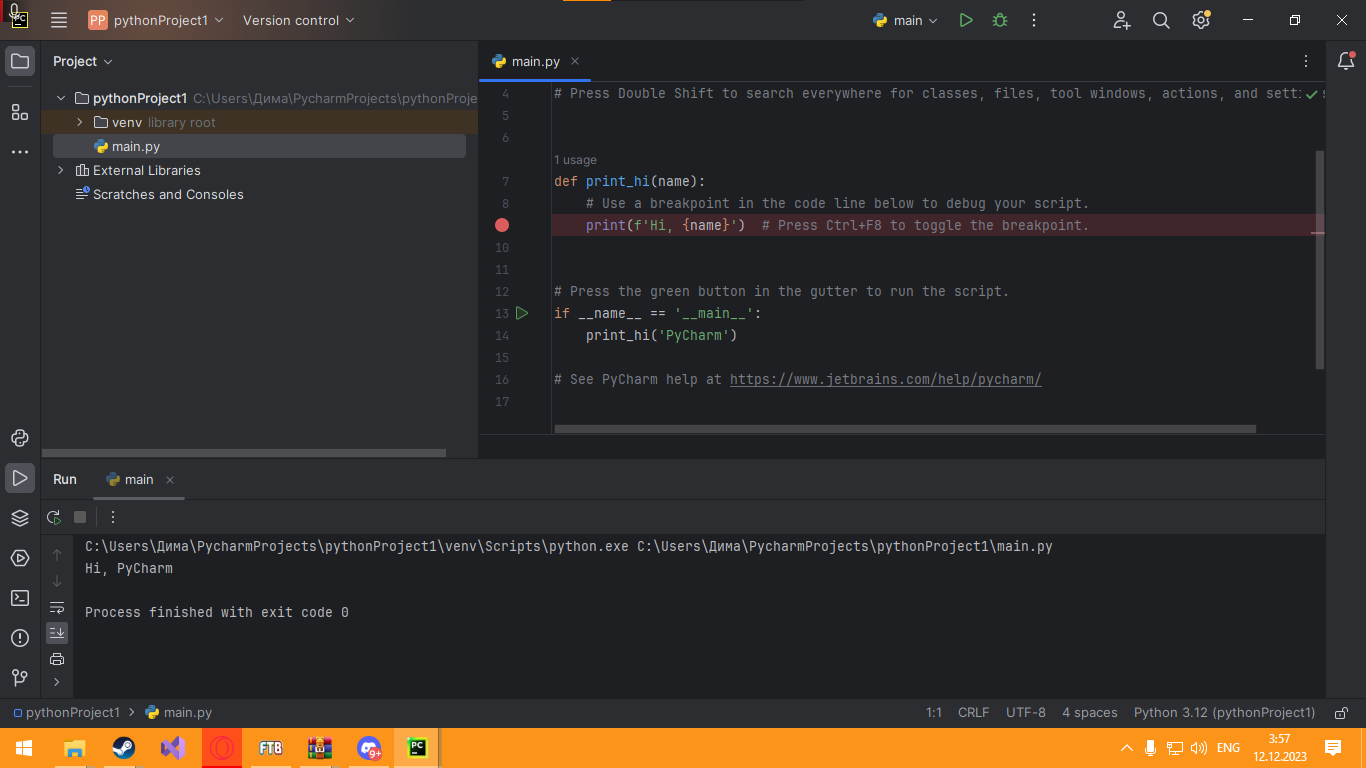 PC
PP pythonProject1 Version control main
Project
main.py
pythonProject1 C:\Users\Дима\PycharmProjects\pythonProje
venv library root
main.py
External Libraries
Scratches and Consoles
4 # Press Double Shift to search everywhere for classes, files, tool windows, actions, and setti s
5
6
1 usage
7 def print_hi(name):
8 # Use a breakpoint in the code line below to debug your script.
print(f'Hi, {name}') # Press Ctrl+F8 to toggle the breakpoint.
10
11
12 # Press the green button in the gutter to run the script.
13 if __name__ == '__main__':
14 print_hi('PyCharm')
15
16 # See PyCharm help at https://www.jetbrains.com/help/pycharm/
17
Run main
C:\Users\Дима\PycharmProjects\pythonProject1\venv\Scripts\python.exe C:\Users\Дима\PycharmProjects\pythonProject1\main.py
Hi, PyCharm
Process finished with exit code 0
pythonProject1 main.py 1:1 CRLF UTF-8 4 spaces Python 3.12 (pythonProject1)
FTB 9+ PC ENG 3:57
12.12.2023